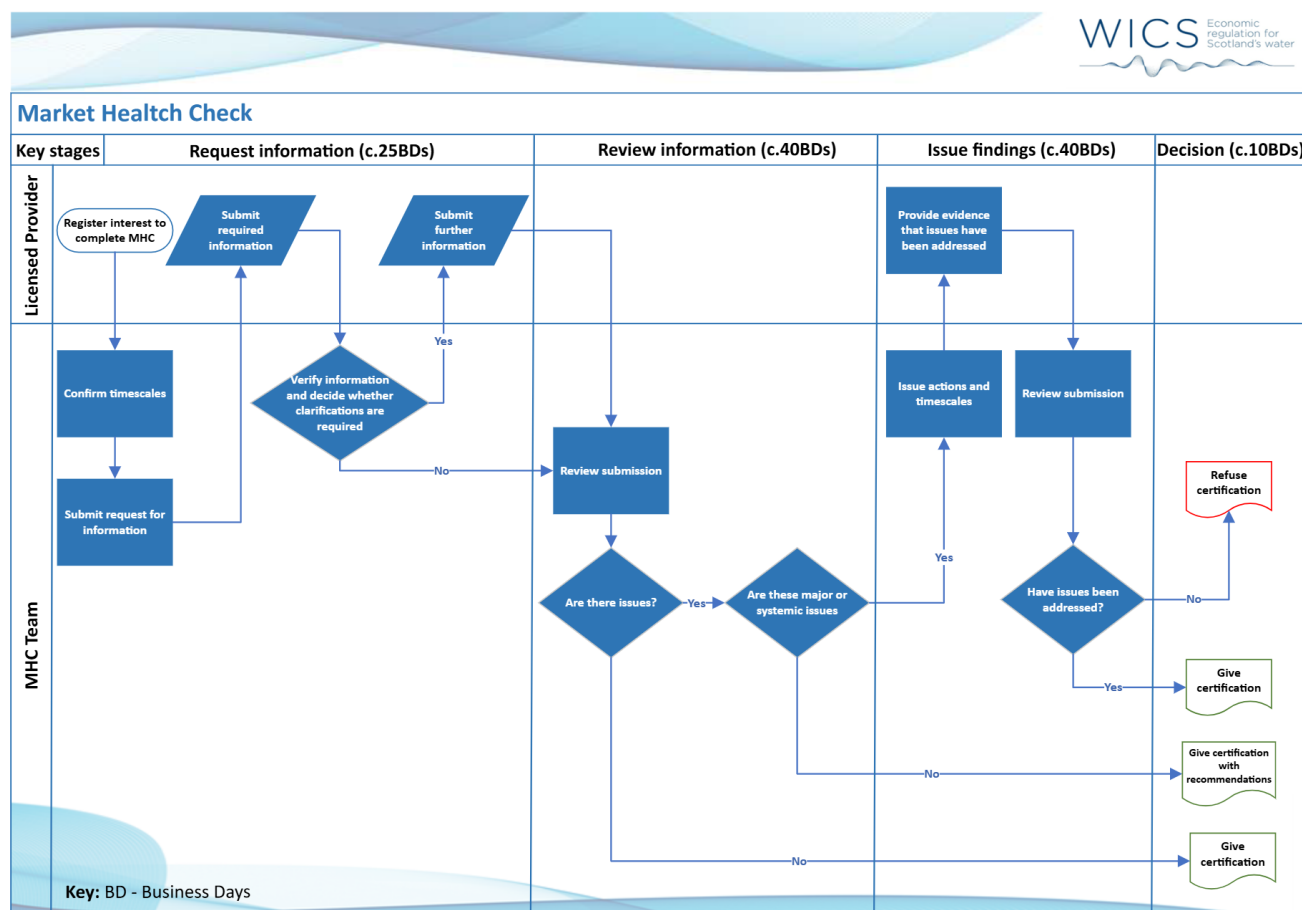 WICS
Economic
regulation for
Scotland's water
Market Healtch Check
Key stages
Request information (c.25BDs)
Review information (c.40BDs)
Issue findings (c.40BDs)
Decision (c.10BDs)
Licensed Provider
Register interest to
complete MHC
Submit
required
information
Submit
further
information
Provide evidence
that issues have
been addressed
MHC Team
Confirm timescales
Submit request for
information
Verify information
and decide whether
clarifications are
required
Yes
No
Review submission
Are there issues?
Yes
Are these major or
systemic issues
Yes
Issue actions and
timescales
Review submission
Have issues been
addressed?
No
Refuse
certification
Yes
Give
certification
No
Give certification
with
recommendations
No
Give
certification
Key: BD - Business Days